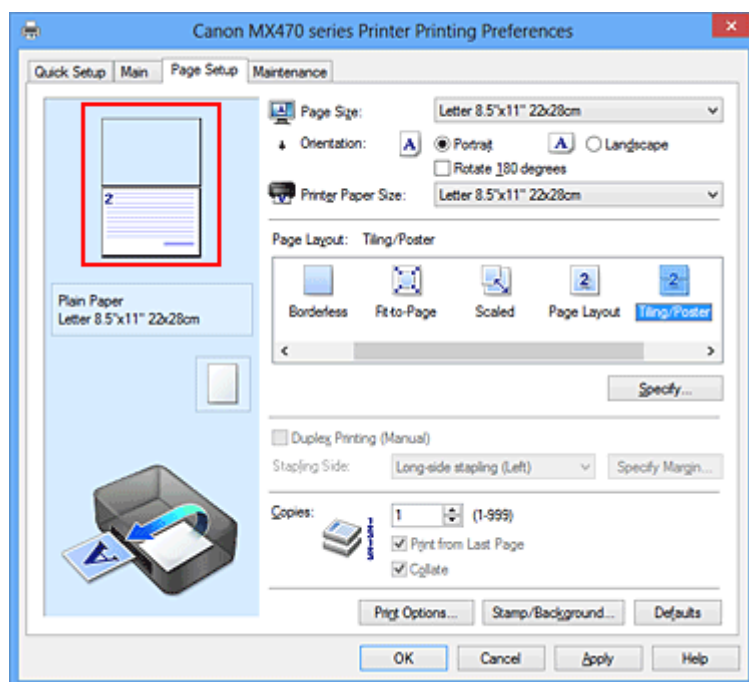 Canon MX470 series Printer Printing Preferences
Quick Setup Main Page Setup Maintenance
Page Size: Letter 8.5"x11" 22x28cm
Orientation: A Portrait A Landscape
Rotate 180 degrees
Printer Paper Size: Letter 8.5"x11" 22x28cm
2
Plain Paper
Letter 8.5"x11" 22x28cm
Page Layout: Tiling/Poster
2 2
Borderless Fit-to-Page Scaled Page Layout Tiling/Poster
Specify...
Duplex Printing (Manual)
Stapling Side: Long-side stapling (Left) Specify Margin...
Copies: 1 (1-999)
Print from Last Page
Collate
A
Print Options... Stamp/Background... Defaults
OK Cancel Apply Help